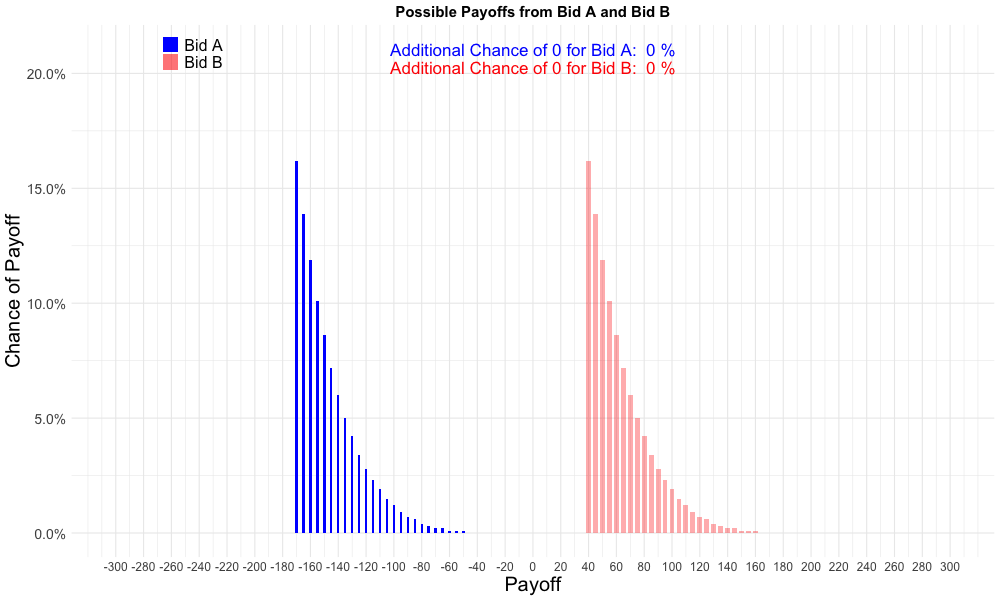 Possible Payoffs from Bid A and Bid B
Bid A
Bid B
Additional Chance of 0 for Bid A: 0 %
Additional Chance of 0 for Bid B: 0 %
20.0%
15.0%
10.0%
5.0%
0.0%
Chance of Payoff
-300 -280 -260 -240 -220 -200 -180 -160 -140 -120 -100 -80 -60 -40 -20 0 20 40 60 80 100 120 140 160 180 200 220 240 260 280 300
Payoff